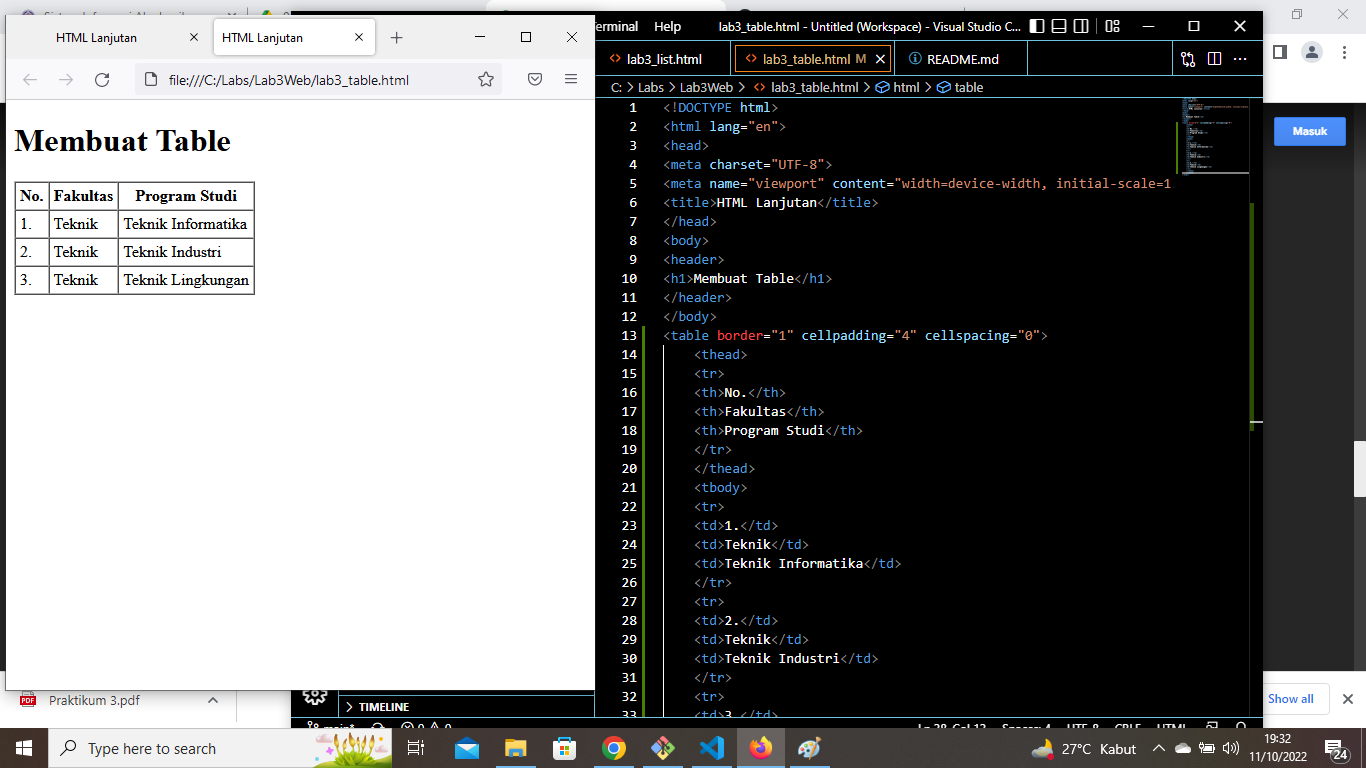 HTML Lanjutan
HTML Lanjutan
file:///C:/Labs/Lab3Web/lab3_table.html
Membuat Table
No. Fakultas Program Studi
1. Teknik Teknik Informatika
2. Teknik Teknik Industri
3. Teknik Teknik Lingkungan
Terminal Help lab3_table.html - Untitled (Workspace) - Visual Studio C...
lab3_list.html lab3_table.html M README.md
C: > Labs > Lab3Web > lab3_table.html > html > table
1 <!DOCTYPE html>
2 <html lang="en">
3 <head>
4 <meta charset="UTF-8">
5 <meta name="viewport" content="width=device-width, initial-scale=1
6 <title>HTML Lanjutan</title>
7 </head>
8 <body>
9 <header>
10 <h1>Membuat Table</h1>
11 </header>
12 </body>
13 <table border="1" cellpadding="4" cellspacing="0">
14 <thead>
15 <tr>
16 <th>No.</th>
17 <th>Fakultas</th>
18 <th>Program Studi</th>
19 </tr>
20 </thead>
21 <tbody>
22 <tr>
23 <td>1.</td>
24 <td>Teknik</td>
25 <td>Teknik Informatika</td>
26 </tr>
27 <tr>
28 <td>2.</td>
29 <td>Teknik</td>
30 <td>Teknik Industri</td>
31 </tr>
32 <tr>
33 <td>3.</td>
Masuk
Praktikum 3.pdf
TIMELINE
Show all
Type here to search
27°C Kabut
19:32
11/10/2022
24